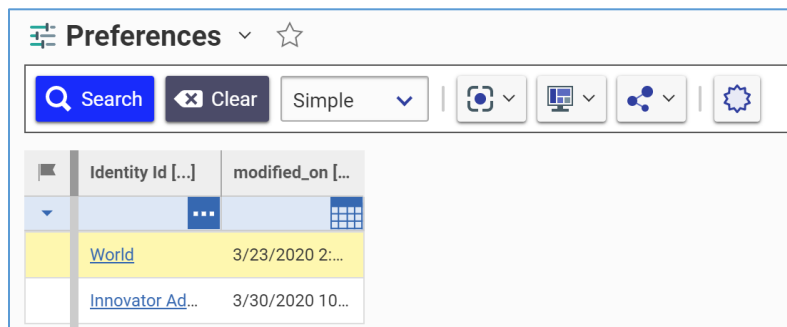 Preferences
Search Clear Simple
Identity Id [...] modified_on [...
World 3/23/2020 2:...
Innovator Ad... 3/30/2020 10...